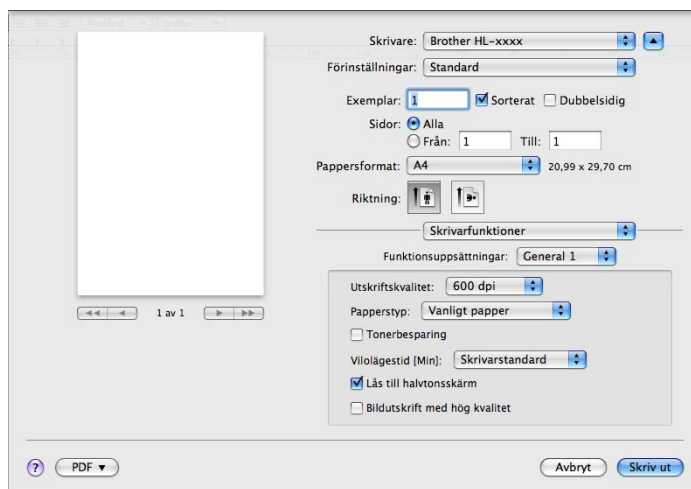 Skrivare: Brother HL-xxxx
Förinställningar: Standard
Exemplar: 1 Sorterat Dubbelsidig
Sidor: Alla
Från: 1 Till: 1
Pappersformat: A4 20,99 x 29,70 cm
Riktning:
Skrivarfunktioner
Funktionsuppsättningar: General 1
Utskriftskvalitet: 600 dpi
Papperstyp: Vanligt papper
Tonerbesparing
Vilolägestid [Min]: Skrivarstandard
Lås till halvtonsskärm
Bildutskrift med hög kvalitet
1 av 1
? PDF ▼ Avbryt Skriv ut